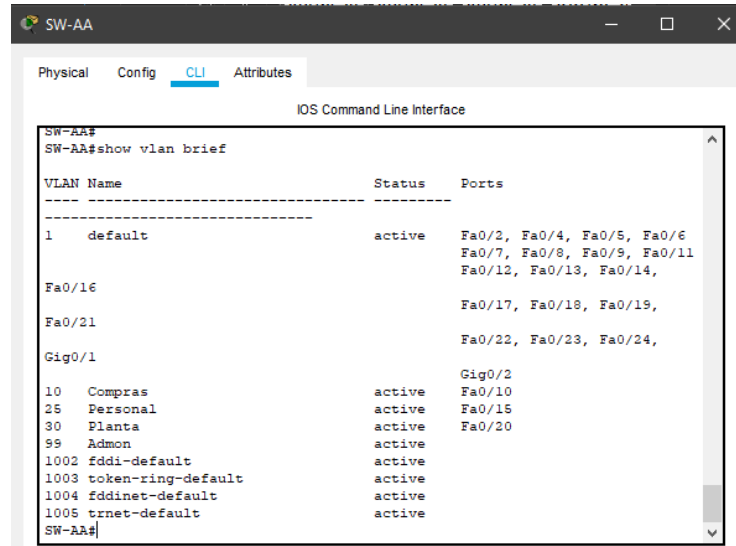 SW-AA
Physical Config CLI Attributes
IOS Command Line Interface
SW-AA#
SW-AA#show vlan brief
VLAN Name Status Ports
---- -------------------------------- ---------
-------------------------------
1 default active Fa0/2, Fa0/4, Fa0/5, Fa0/6
Fa0/7, Fa0/8, Fa0/9, Fa0/11
Fa0/12, Fa0/13, Fa0/14,
Fa0/16
Fa0/17, Fa0/18, Fa0/19,
Fa0/21
Fa0/22, Fa0/23, Fa0/24,
Gig0/1
Gig0/2
10 Compras active Fa0/10
25 Personal active Fa0/15
30 Planta active Fa0/20
99 Admon active
1002 fddi-default active
1003 token-ring-default active
1004 fddinet-default active
1005 trnet-default active
SW-AA#